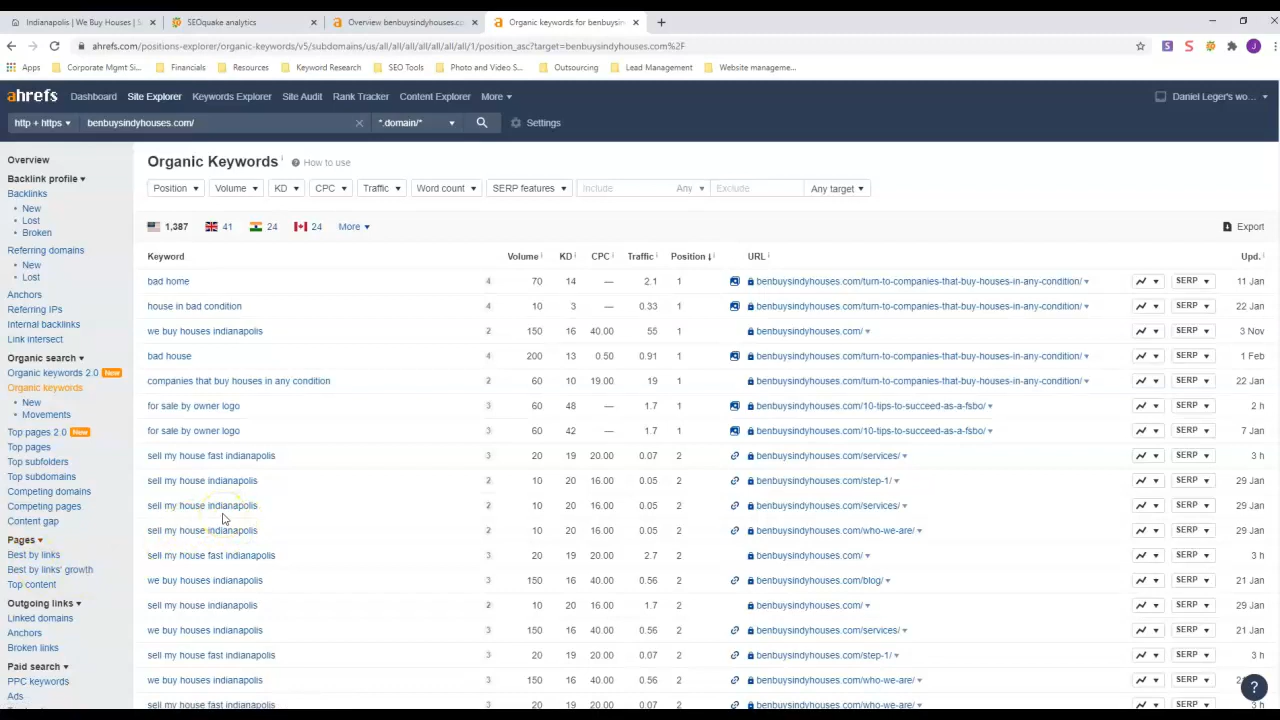 Indianapolis | We Buy Houses | S
SEOquake analytics
Overview benbuysindyhouses.co
Organic keywords for benbuysin
ahrefs.com/positions-explorer/organic-keywords/v5/subdomains/us/all/all/all/all/all/all/1/position_asc?target=benbuysindyhouses.com%2F
Apps Corporate Mgmt Si... Financials Resources Keyword Research SEO Tools Photo and Video S... Outsourcing Lead Management Website manageme...
ahrefs Dashboard Site Explorer Keywords Explorer Site Audit Rank Tracker Content Explorer More Daniel Leger's wo...
http + https benbuysindyhouses.com/ *.domain/* Settings
Overview
Backlink profile
Backlinks
• New
• Lost
• Broken
Referring domains
• New
• Lost
Anchors
Referring IPs
Internal backlinks
Link intersect
Organic search
Organic keywords 2.0 New
Organic keywords
• New
• Movements
Top pages 2.0 New
Top pages
Top subfolders
Top subdomains
Competing domains
Competing pages
Content gap
Pages
Best by links
Best by links' growth
Top content
Outgoing links
Linked domains
Anchors
Broken links
Paid search
PPC keywords
Ads
Organic Keywords i ? How to use
Position Volume KD CPC Traffic Word count SERP features Include Any Exclude Any target
1,387 41 24 24 More Export
Keyword Volume KD CPC Traffic Position URL Upd.
bad home 4 70 14 — 2.1 1 benbuysindyhouses.com/turn-to-companies-that-buy-houses-in-any-condition/ SERP 11 Jan
house in bad condition 4 10 3 — 0.33 1 benbuysindyhouses.com/turn-to-companies-that-buy-houses-in-any-condition/ SERP 22 Jan
we buy houses indianapolis 2 150 16 40.00 55 1 benbuysindyhouses.com/ SERP 3 Nov
bad house 4 200 13 0.50 0.91 1 benbuysindyhouses.com/turn-to-companies-that-buy-houses-in-any-condition/ SERP 1 Feb
companies that buy houses in any condition 2 60 10 19.00 19 1 benbuysindyhouses.com/turn-to-companies-that-buy-houses-in-any-condition/ SERP 22 Jan
for sale by owner logo 3 60 48 — 1.7 1 benbuysindyhouses.com/10-tips-to-succeed-as-a-fsbo/ SERP 2 h
for sale by owner logo 3 60 42 — 1.7 1 benbuysindyhouses.com/10-tips-to-succeed-as-a-fsbo/ SERP 7 Jan
sell my house fast indianapolis 3 20 19 20.00 0.07 2 benbuysindyhouses.com/services/ SERP 3 h
sell my house indianapolis 2 10 20 16.00 0.05 2 benbuysindyhouses.com/step-1/ SERP 29 Jan
sell my house indianapolis 2 10 20 16.00 0.05 2 benbuysindyhouses.com/services/ SERP 29 Jan
sell my house indianapolis 2 10 20 16.00 0.05 2 benbuysindyhouses.com/who-we-are/ SERP 29 Jan
sell my house fast indianapolis 3 20 19 20.00 2.7 2 benbuysindyhouses.com/ SERP 3 h
we buy houses indianapolis 3 150 16 40.00 0.56 2 benbuysindyhouses.com/blog/ SERP 21 Jan
sell my house indianapolis 2 10 20 16.00 1.7 2 benbuysindyhouses.com/ SERP 29 Jan
we buy houses indianapolis 3 150 16 40.00 0.56 2 benbuysindyhouses.com/services/ SERP 21 Jan
sell my house fast indianapolis 3 20 19 20.00 0.07 2 benbuysindyhouses.com/step-1/ SERP 3 h
we buy houses indianapolis 3 150 16 40.00 0.56 2 benbuysindyhouses.com/who-we-are/ SERP
sell my house fast indianapolis 3 20 19 20.00 0.07 2 benbuysindyhouses.com/who-we-are/ SERP 3 h